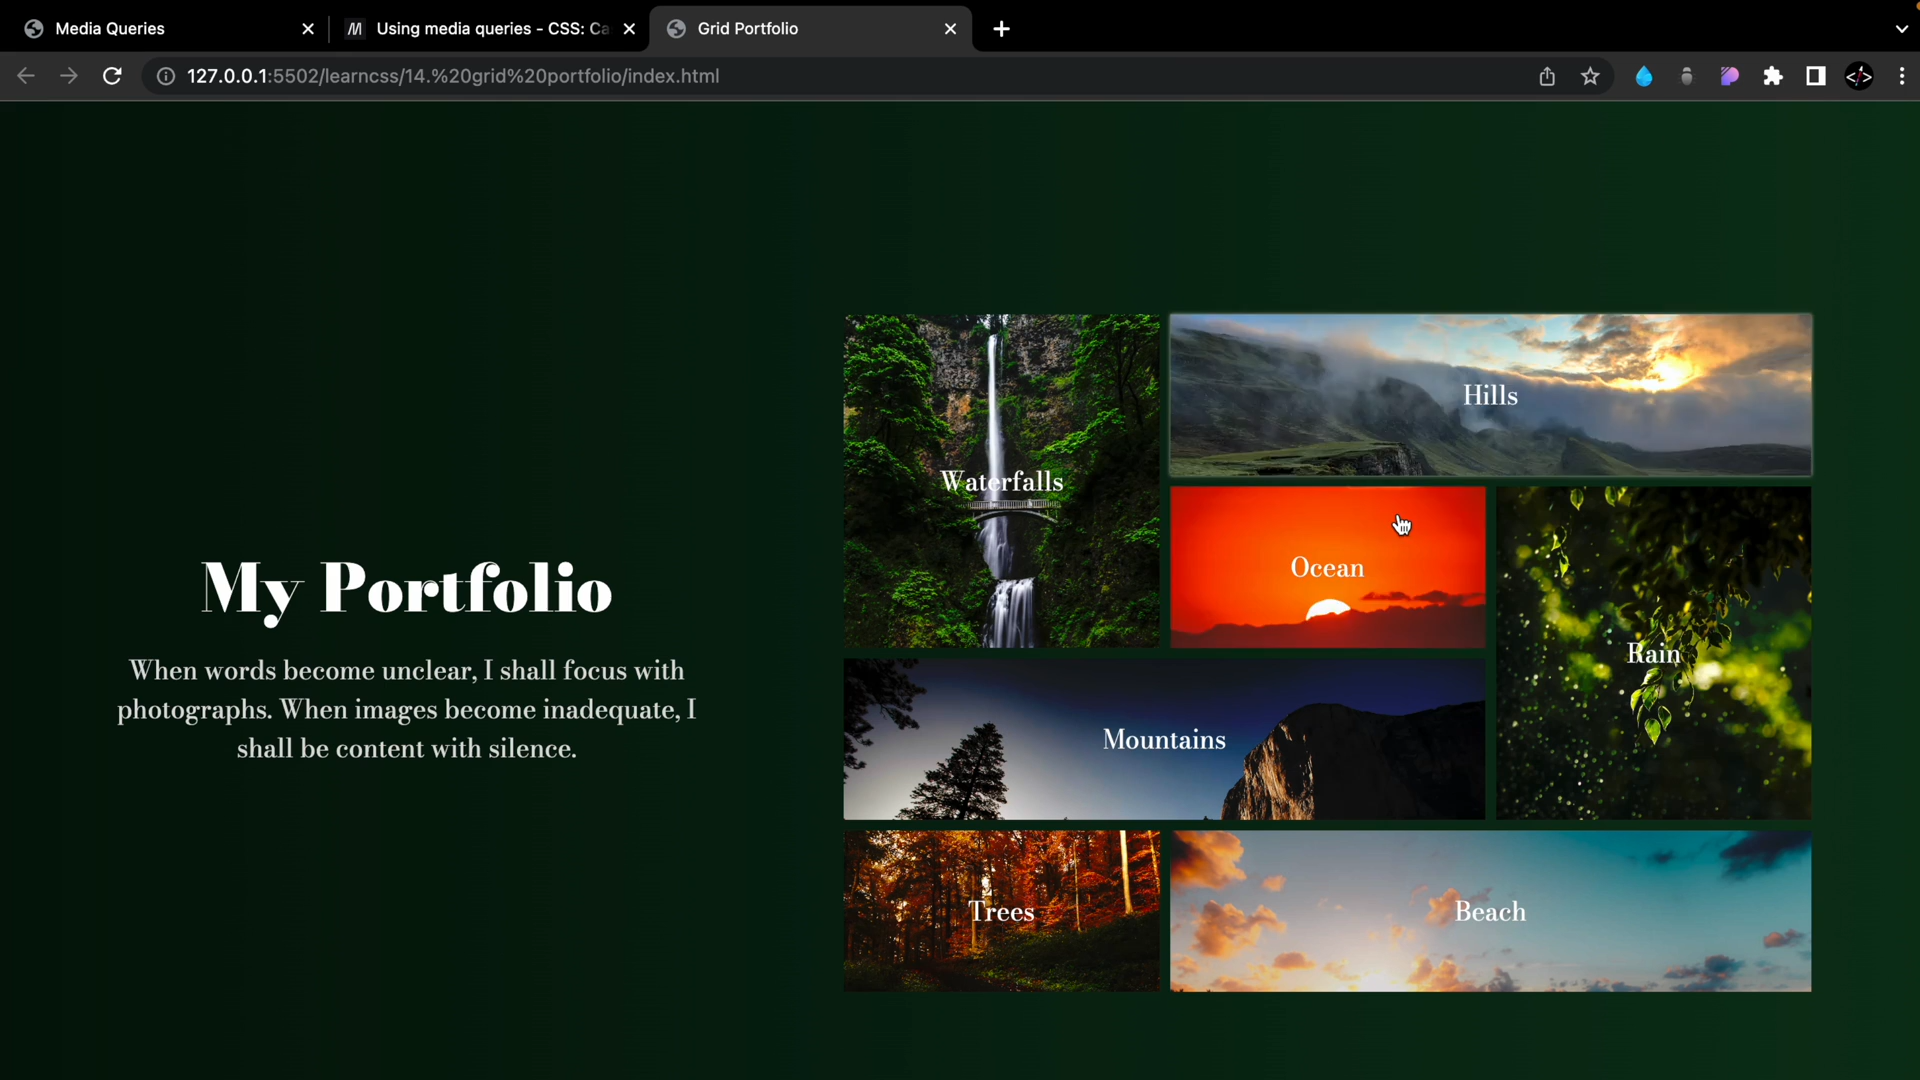 Media Queries
Using media queries - CSS: Ca
Grid Portfolio
127.0.0.1:5502/learncss/14.%20grid%20portfolio/index.html
My Portfolio
When words become unclear, I shall focus with
photographs. When images become inadequate, I
shall be content with silence.
Waterfalls
Hills
Ocean
Rain
Mountains
Trees
Beach